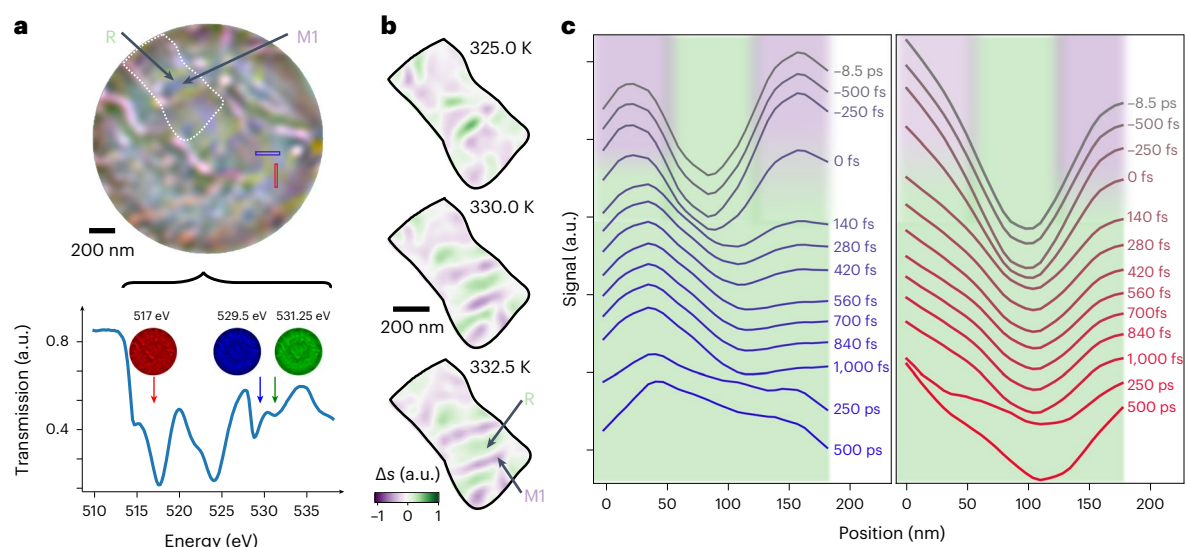 a
R
M1
200 nm
Transmission (a.u.)
0.8
0.4
517 eV
529.5 eV
531.25 eV
510
515
520
525
530
535
Energy (eV)
b
325.0 K
330.0 K
200 nm
332.5 K
R
Δs (a.u.)
–1
0
1
M1
c
Signal (a.u.)
–8.5 ps
–500 fs
–250 fs
0 fs
140 fs
280 fs
420 fs
560 fs
700 fs
840 fs
1,000 fs
250 ps
500 ps
0
50
100
150
200
–8.5 ps
–500 fs
–250 fs
0 fs
140 fs
280 fs
420 fs
560 fs
700fs
840 fs
1,000 fs
250 ps
500 ps
0
50
100
150
200
Position (nm)